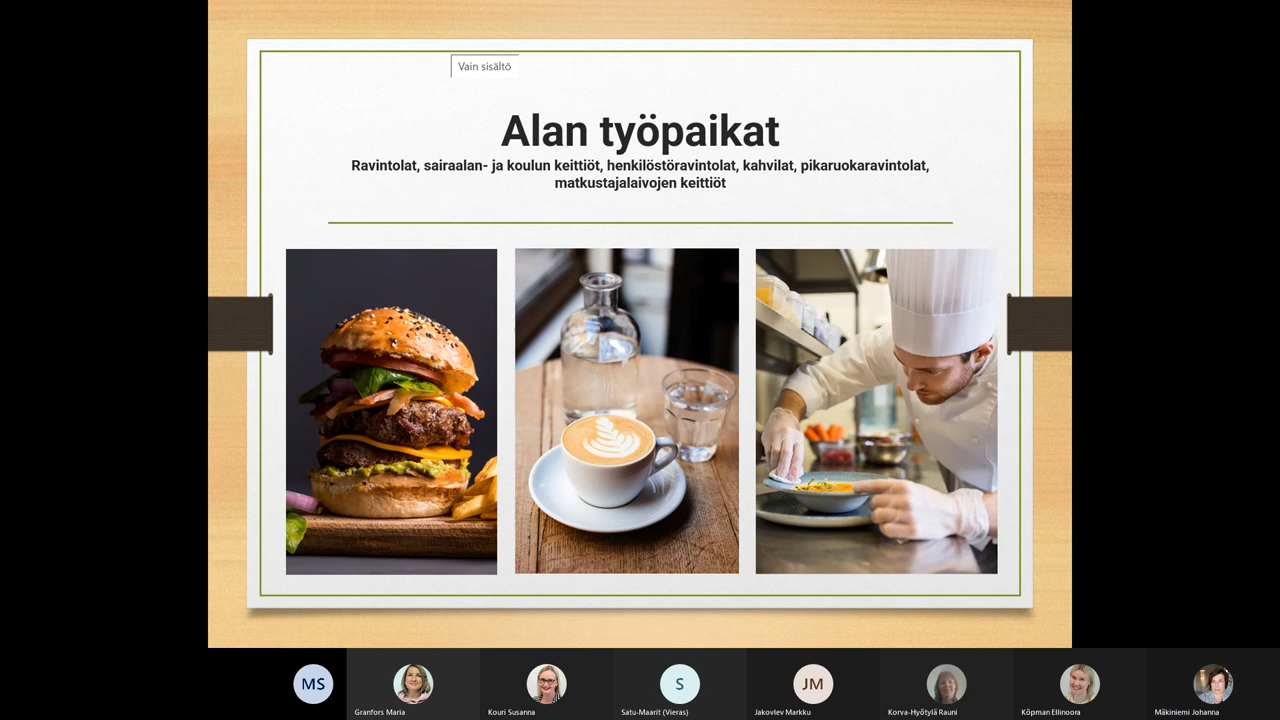 Vain sisältö
Alan työpaikat
Ravintolat, sairaalan- ja koulun keittiöt, henkilöstöravintolat, kahvilat, pikaruokaravintolat,
matkustajalaivojen keittiöt
MS
S
JM
Granfors Maria
Kouri Susanna
Satu-Maarit (Vieras)
Jakovlev Markku
Korva-Hyötylä Rauni
Köpman Ellinoora
Mäkiniemi Johanna